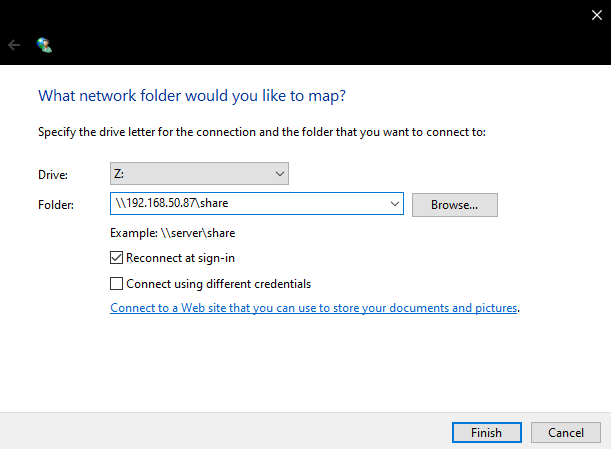 What network folder would you like to map?
Specify the drive letter for the connection and the folder that you want to connect to:
Drive: Z:
Folder: \\192.168.50.87\share Browse...
Example: \\server\share
Reconnect at sign-in
Connect using different credentials
Connect to a Web site that you can use to store your documents and pictures.
Finish Cancel